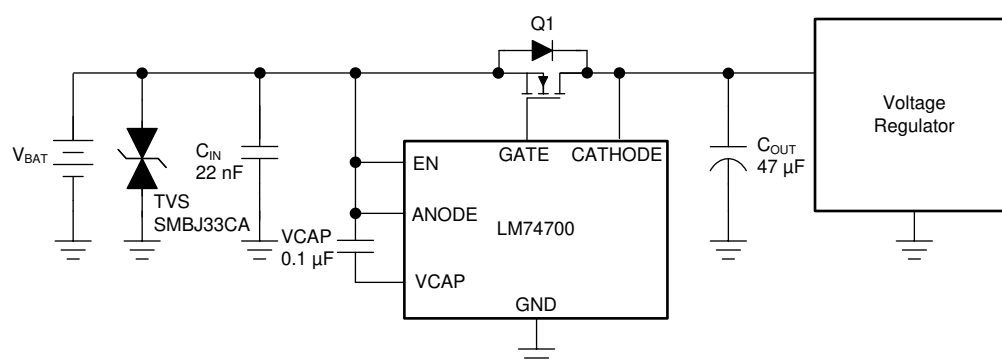 Q1
Voltage
Regulator
V_BAT
C_IN
22 nF
TVS
SMBJ33CA
VCAP
0.1 µF
EN
GATE
CATHODE
ANODE
LM74700
VCAP
GND
C_OUT
47 µF